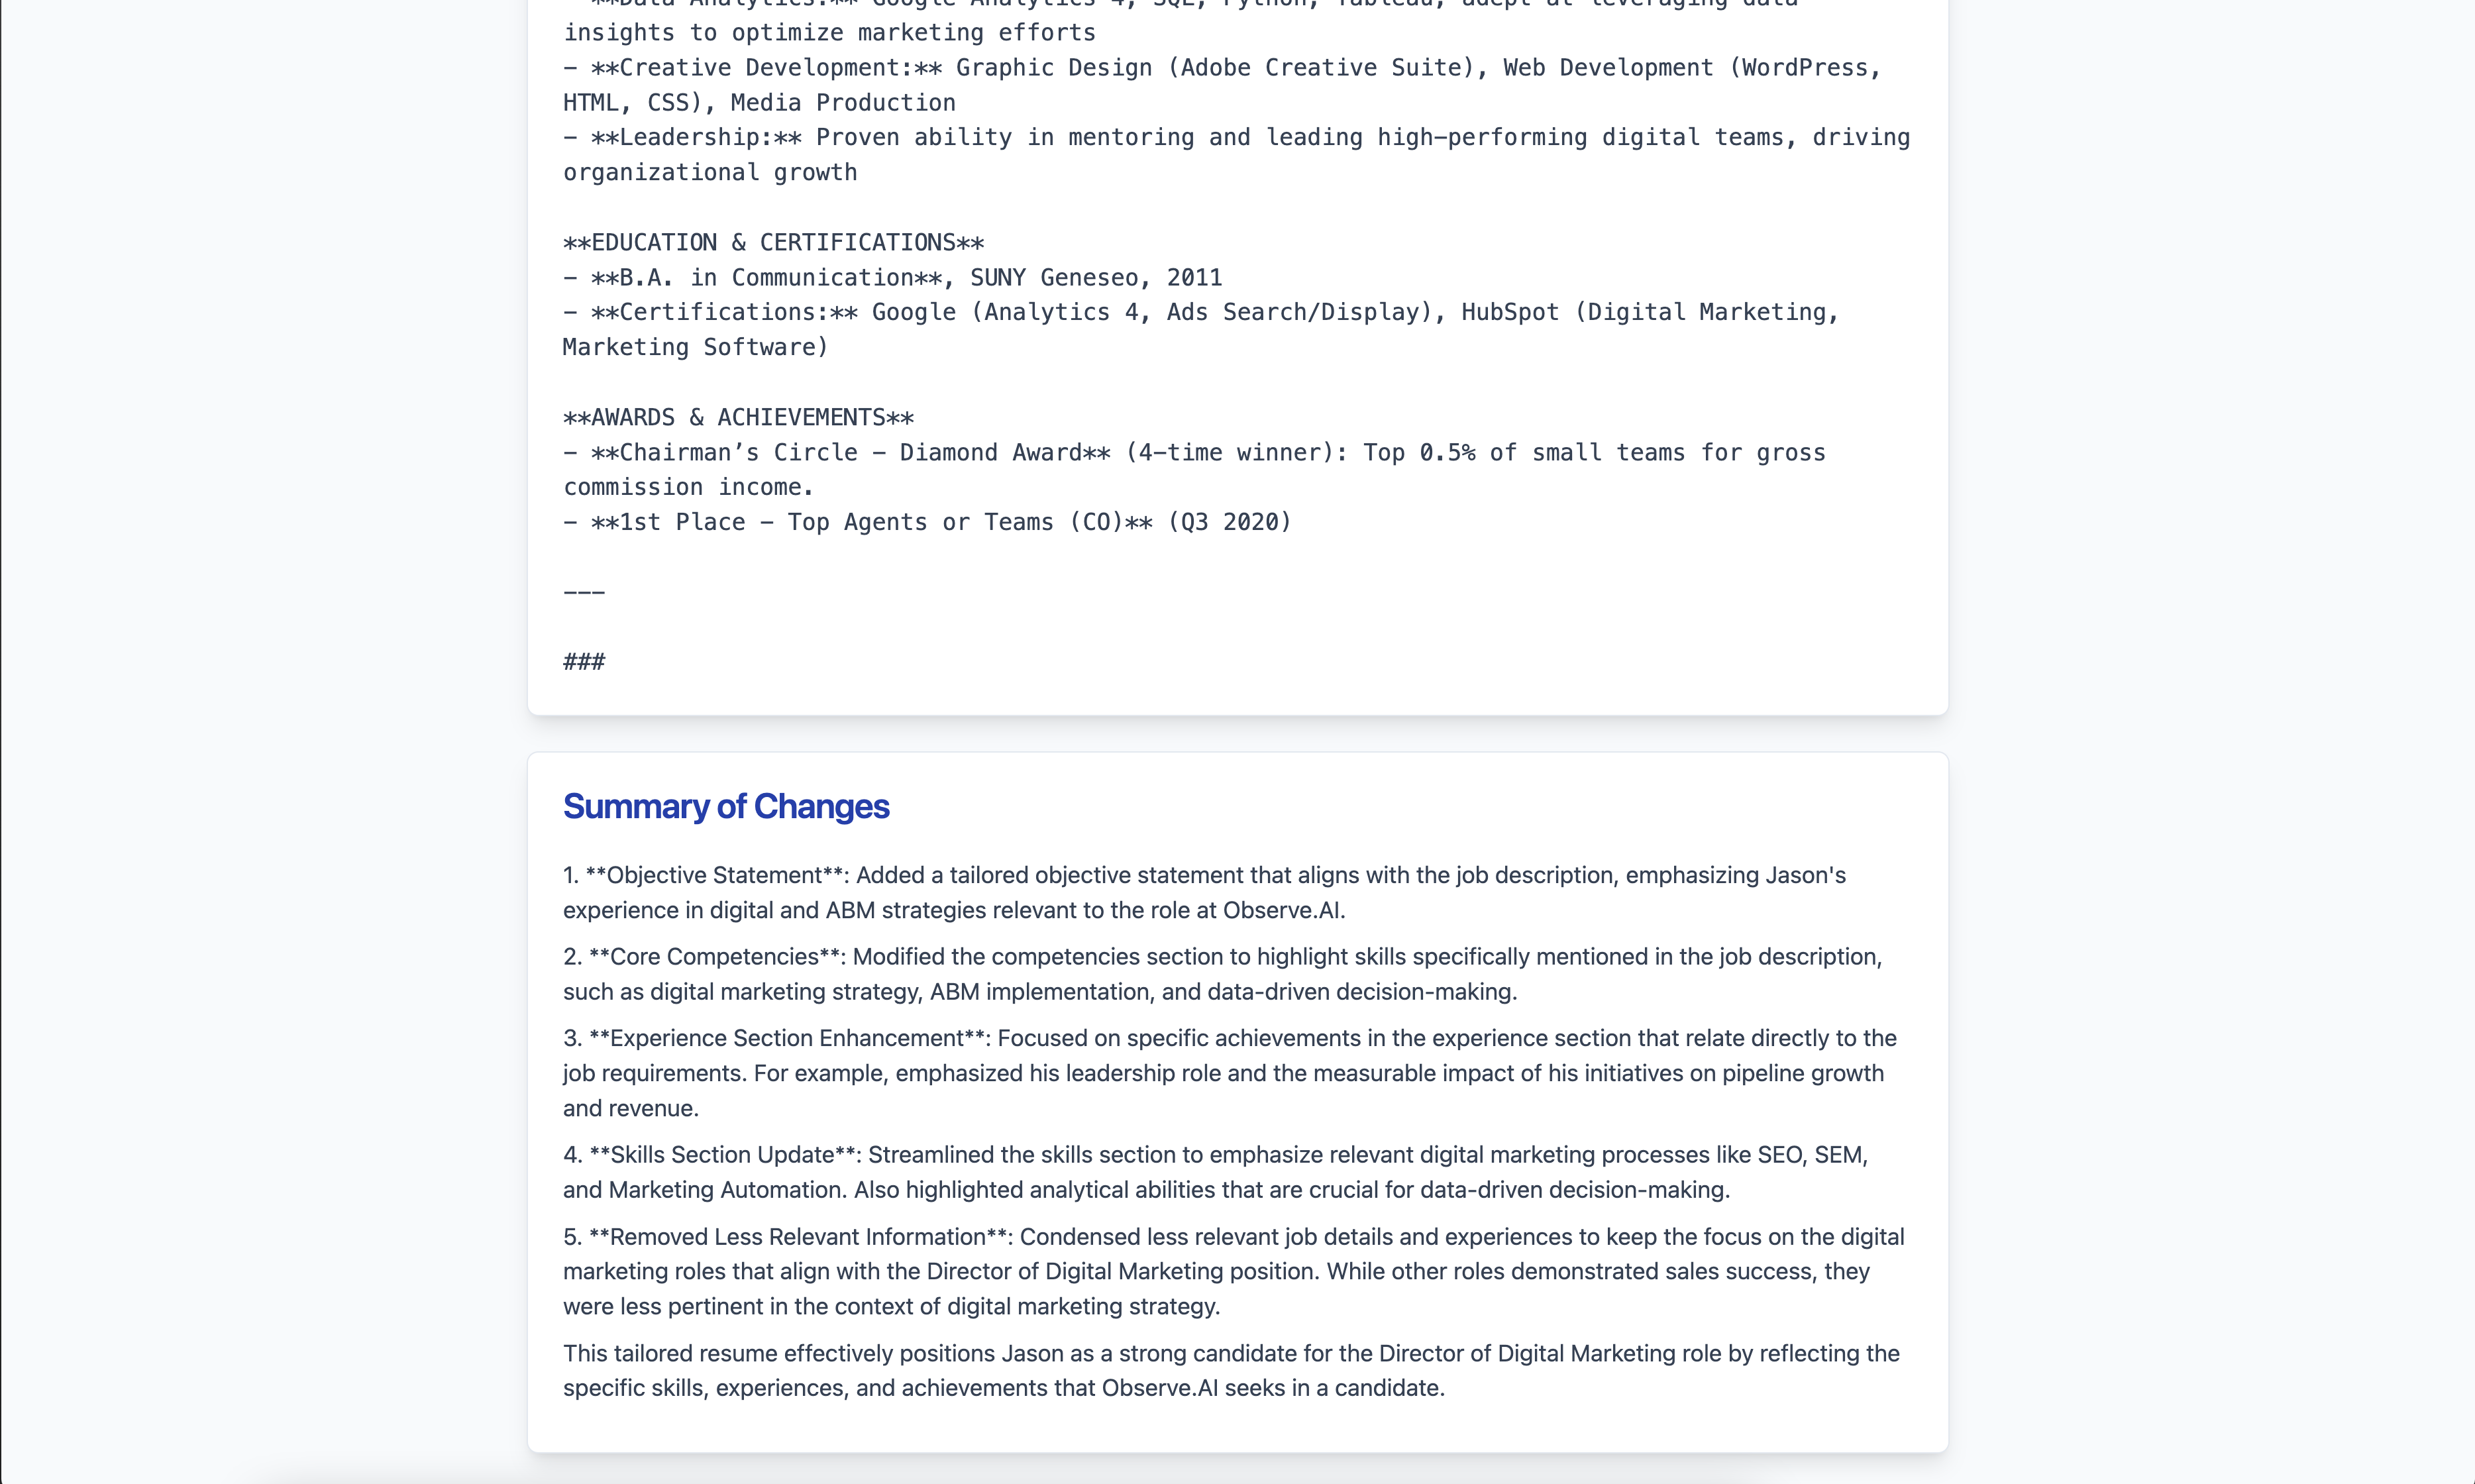 **Data Analytics:** Google Analytics 4, SQL, Python, Tableau, adept at leveraging data
insights to optimize marketing efforts
– **Creative Development:** Graphic Design (Adobe Creative Suite), Web Development (WordPress,
HTML, CSS), Media Production
– **Leadership:** Proven ability in mentoring and leading high–performing digital teams, driving
organizational growth
**EDUCATION & CERTIFICATIONS**
– **B.A. in Communication**, SUNY Geneseo, 2011
– **Certifications:** Google (Analytics 4, Ads Search/Display), HubSpot (Digital Marketing,
Marketing Software)
**AWARDS & ACHIEVEMENTS**
– **Chairman’s Circle – Diamond Award** (4–time winner): Top 0.5% of small teams for gross
commission income.
– **1st Place – Top Agents or Teams (CO)** (Q3 2020)
---
###
Summary of Changes
1. **Objective Statement**: Added a tailored objective statement that aligns with the job description, emphasizing Jason's
experience in digital and ABM strategies relevant to the role at Observe.AI.
2. **Core Competencies**: Modified the competencies section to highlight skills specifically mentioned in the job description,
such as digital marketing strategy, ABM implementation, and data-driven decision-making.
3. **Experience Section Enhancement**: Focused on specific achievements in the experience section that relate directly to the
job requirements. For example, emphasized his leadership role and the measurable impact of his initiatives on pipeline growth
and revenue.
4. **Skills Section Update**: Streamlined the skills section to emphasize relevant digital marketing processes like SEO, SEM,
and Marketing Automation. Also highlighted analytical abilities that are crucial for data-driven decision-making.
5. **Removed Less Relevant Information**: Condensed less relevant job details and experiences to keep the focus on the digital
marketing roles that align with the Director of Digital Marketing position. While other roles demonstrated sales success, they
were less pertinent in the context of digital marketing strategy.
This tailored resume effectively positions Jason as a strong candidate for the Director of Digital Marketing role by reflecting the
specific skills, experiences, and achievements that Observe.AI seeks in a candidate.